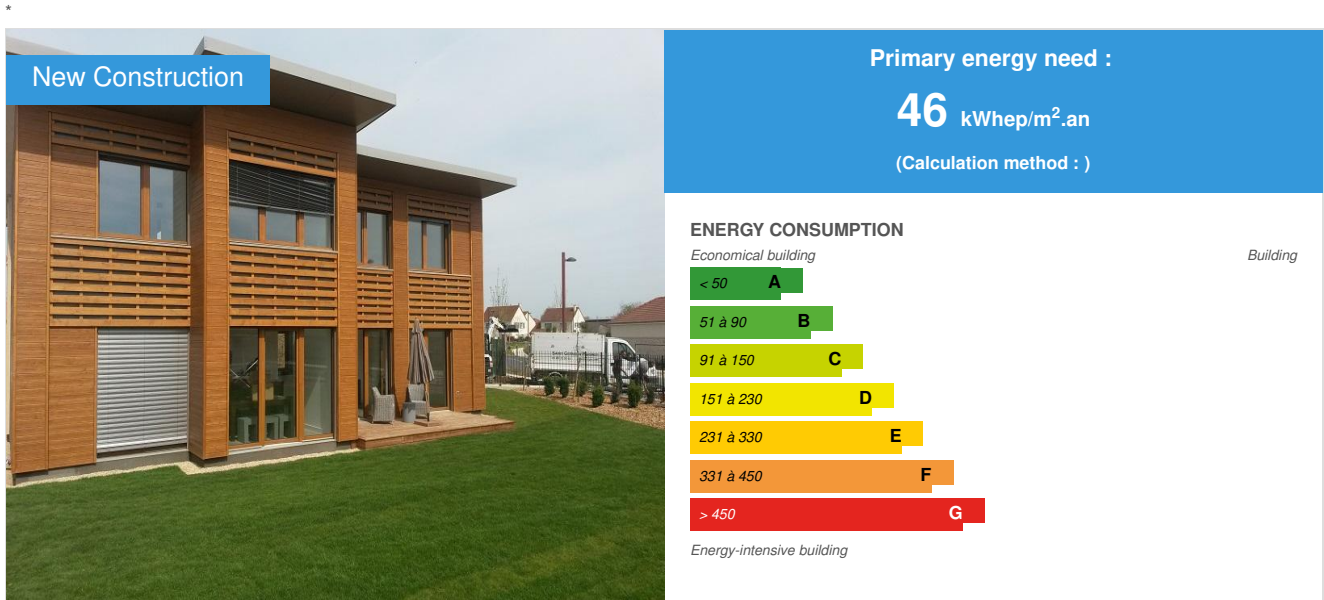 *
New Construction
Primary energy need :
46 kWhep/m².an
(Calculation method : )
ENERGY CONSUMPTION
Economical building
Building
< 50 A
51 à 90 B
91 à 150 C
151 à 230 D
231 à 330 E
331 à 450 F
> 450 G
Energy-intensive building